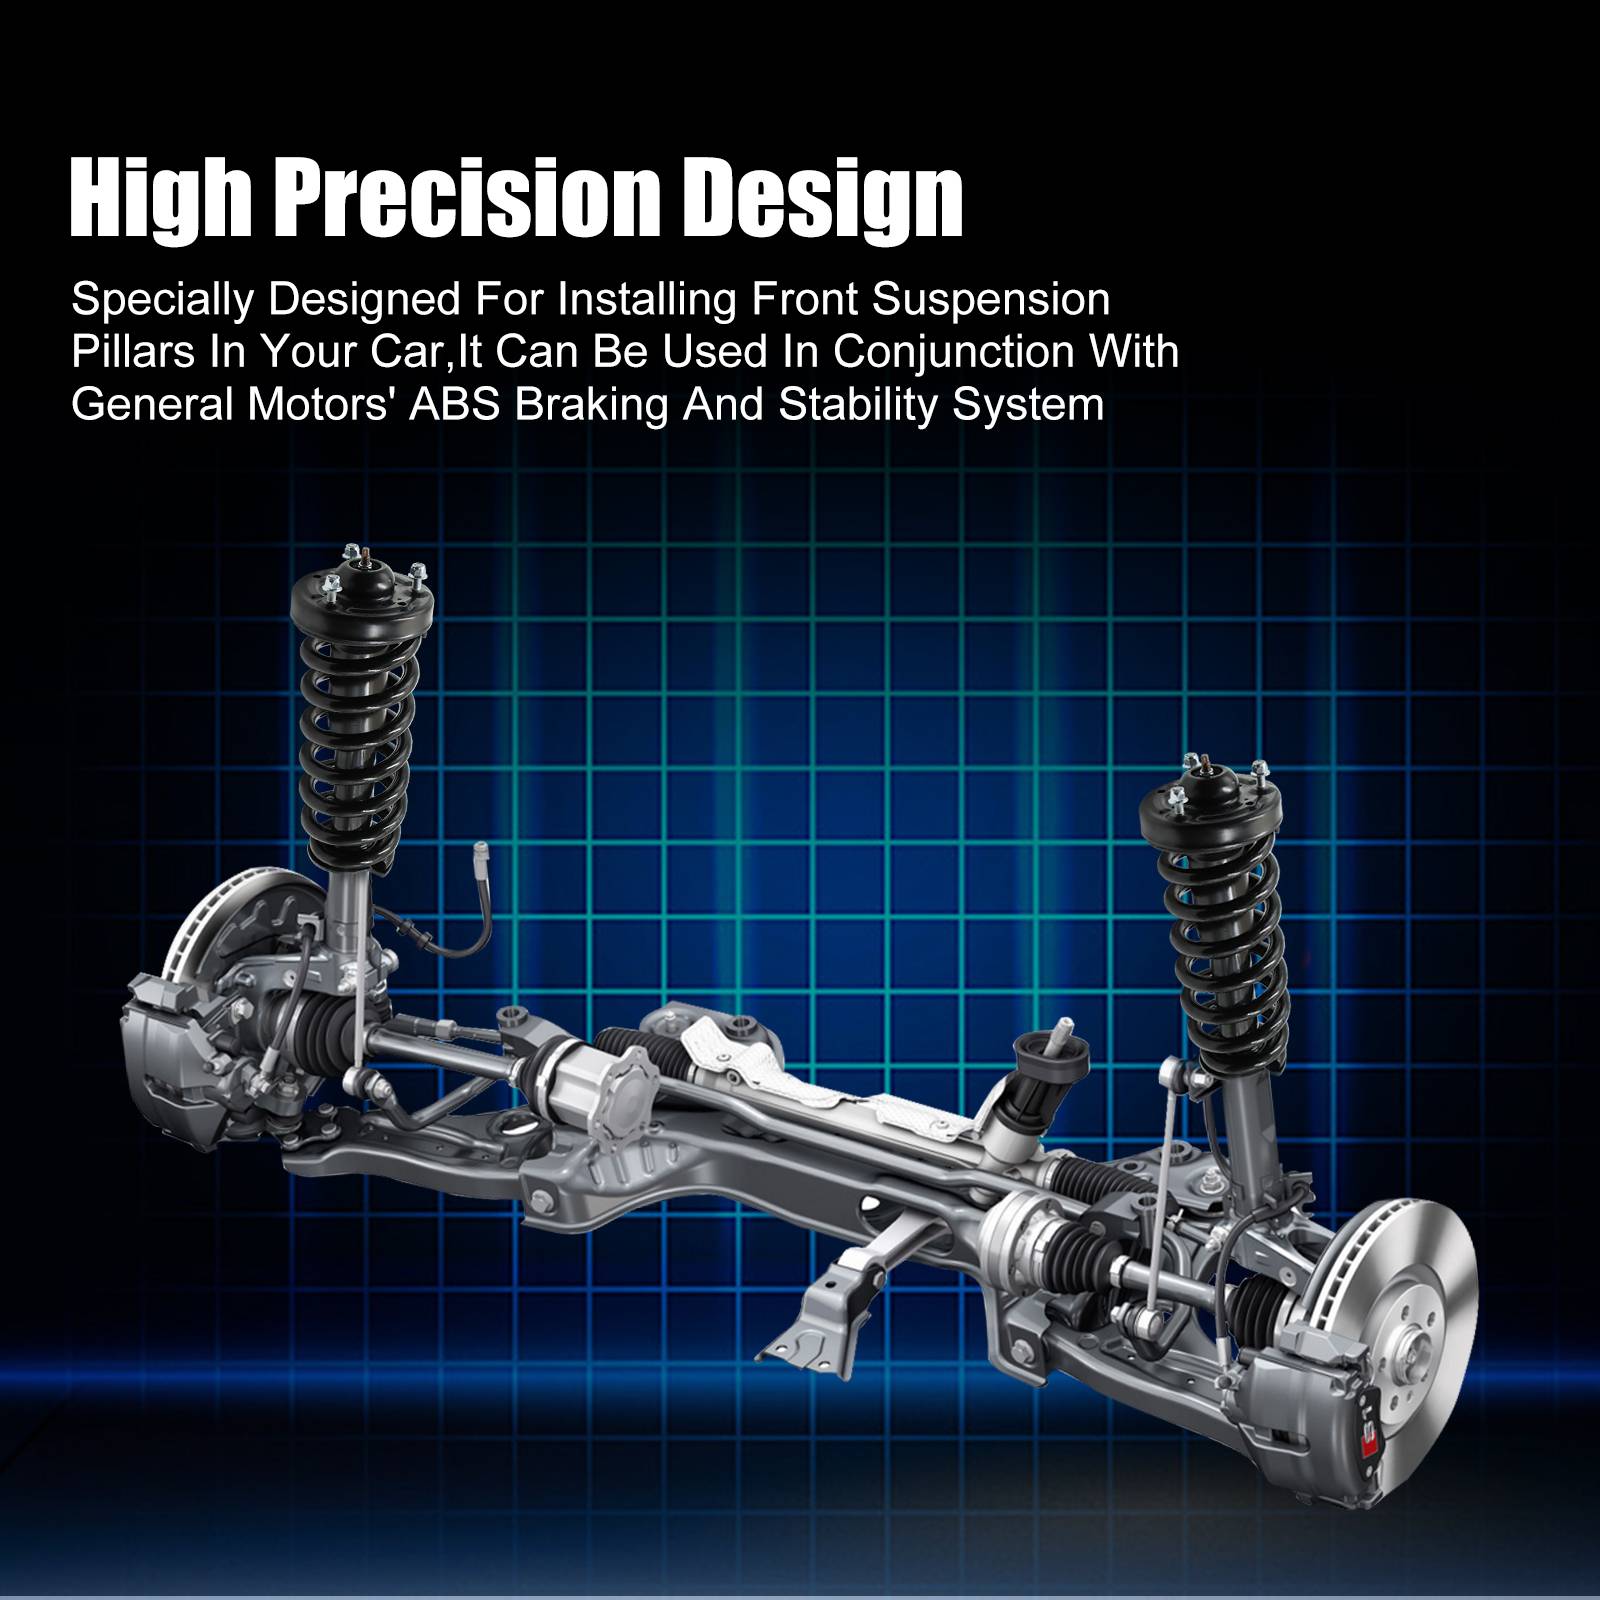 High Precision Design
Specially Designed For Installing Front Suspension
Pillars In Your Car,It Can Be Used In Conjunction With
General Motors' ABS Braking And Stability System
S1